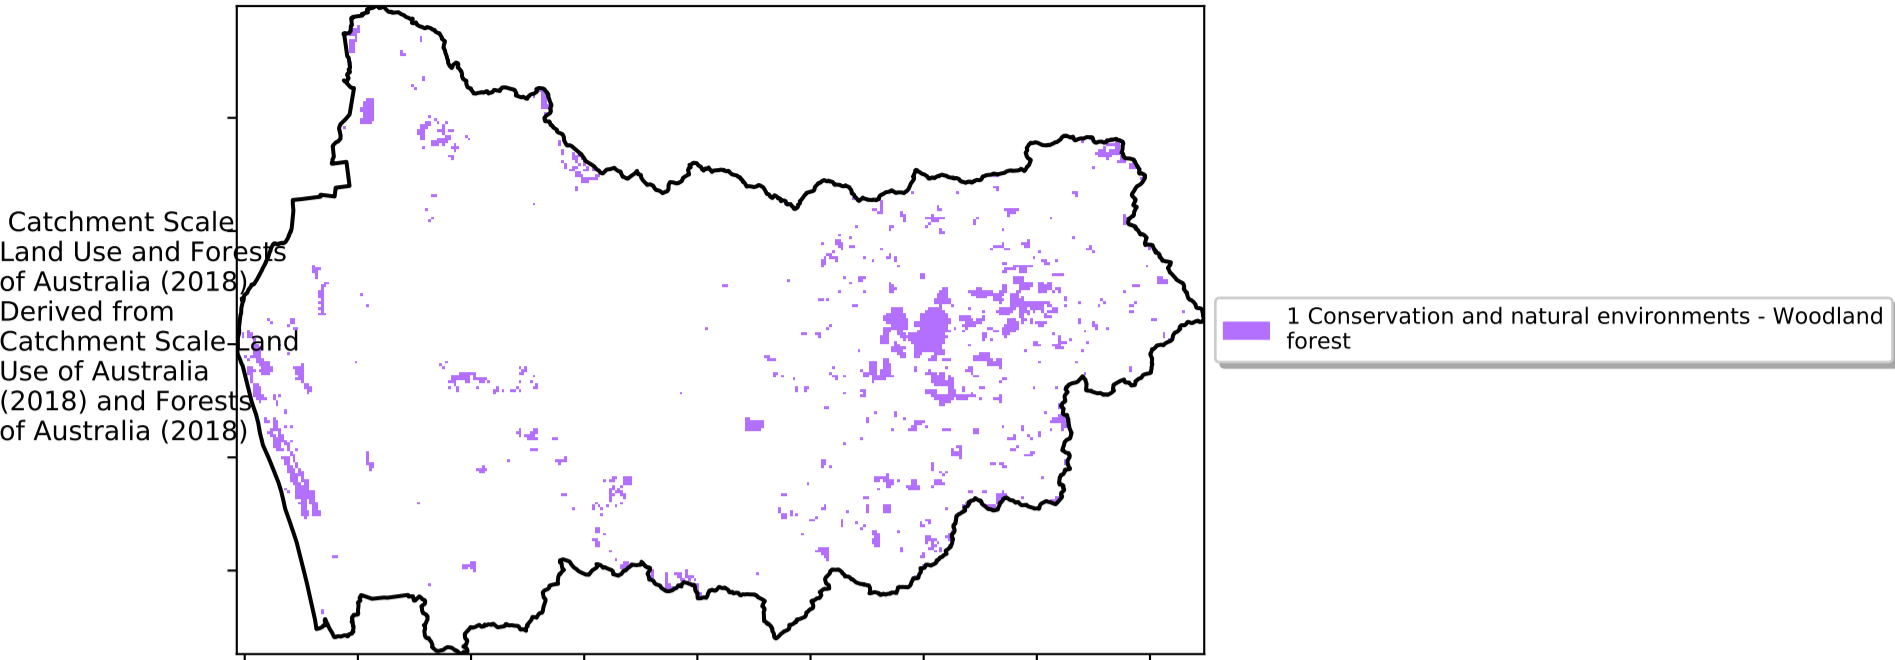 Catchment Scale
Land Use and Forests
of Australia (2018)
Derived from
Catchment Scale Land
Use of Australia
(2018) and Forests
of Australia (2018)
1 Conservation and natural environments - Woodland
forest